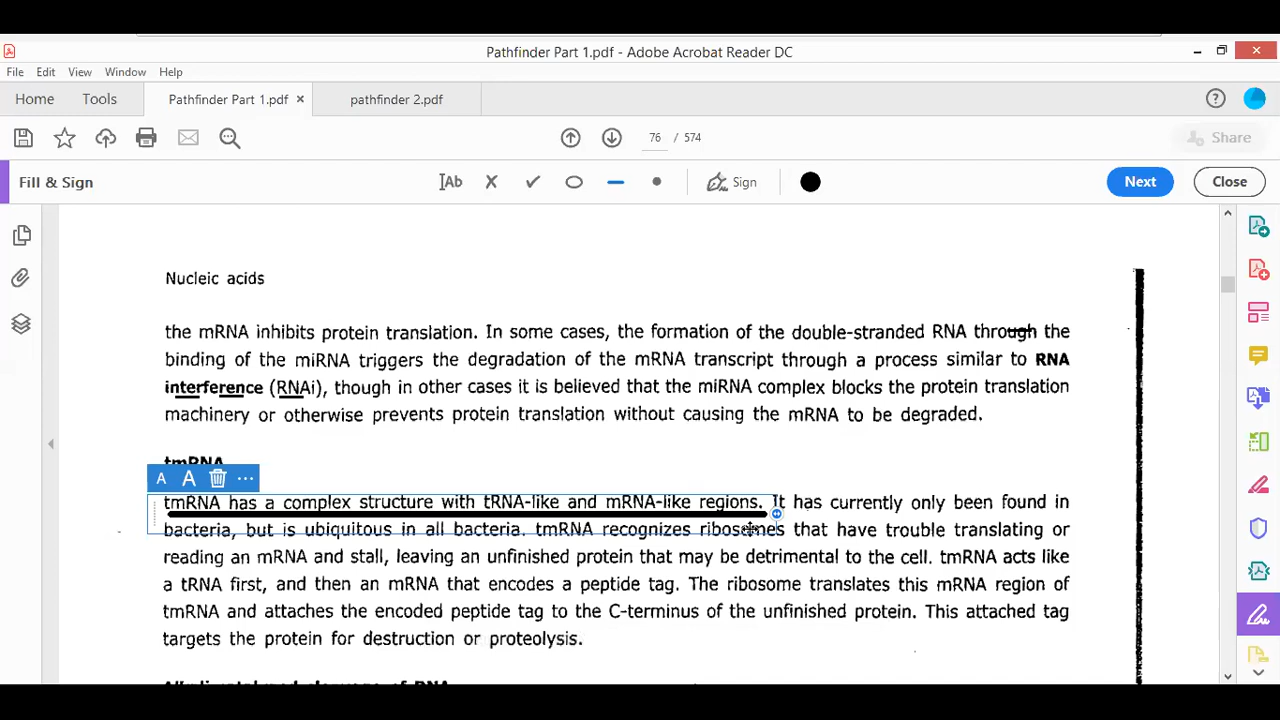 Pathfinder Part 1.pdf - Adobe Acrobat Reader DC
File Edit View Window Help
Home Tools Pathfinder Part 1.pdf × pathfinder 2.pdf
76 / 574
Share
Fill & Sign
Ab
Sign
Next
Close
Nucleic acids
the mRNA inhibits protein translation. In some cases, the formation of the double-stranded RNA through the
binding of the miRNA triggers the degradation of the mRNA transcript through a process similar to RNA
interference (RNAi), though in other cases it is believed that the miRNA complex blocks the protein translation
machinery or otherwise prevents protein translation without causing the mRNA to be degraded.
tmRNA
A A ...
tmRNA has a complex structure with tRNA-like and mRNA-like regions. It has currently only been found in
bacteria, but is ubiquitous in all bacteria. tmRNA recognizes ribosomes that have trouble translating or
reading an mRNA and stall, leaving an unfinished protein that may be detrimental to the cell. tmRNA acts like
a tRNA first, and then an mRNA that encodes a peptide tag. The ribosome translates this mRNA region of
tmRNA and attaches the encoded peptide tag to the C-terminus of the unfinished protein. This attached tag
targets the protein for destruction or proteolysis.
cleavage of RNA